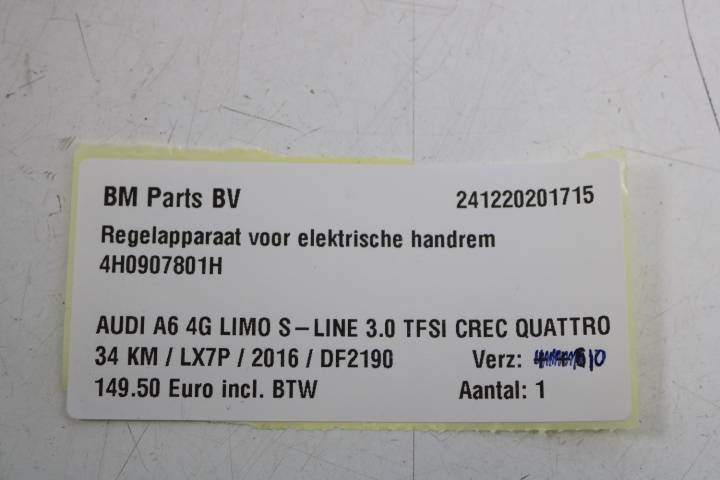 BM Parts BV 241220201715
Regelapparaat voor elektrische handrem
4H0907801H
AUDI A6 4G LIMO S-LINE 3.0 TFSI CREC QUATTRO
34 KM / LX7P / 2016 / DF2190 Verz:
149.50 Euro incl. BTW Aantal: 1